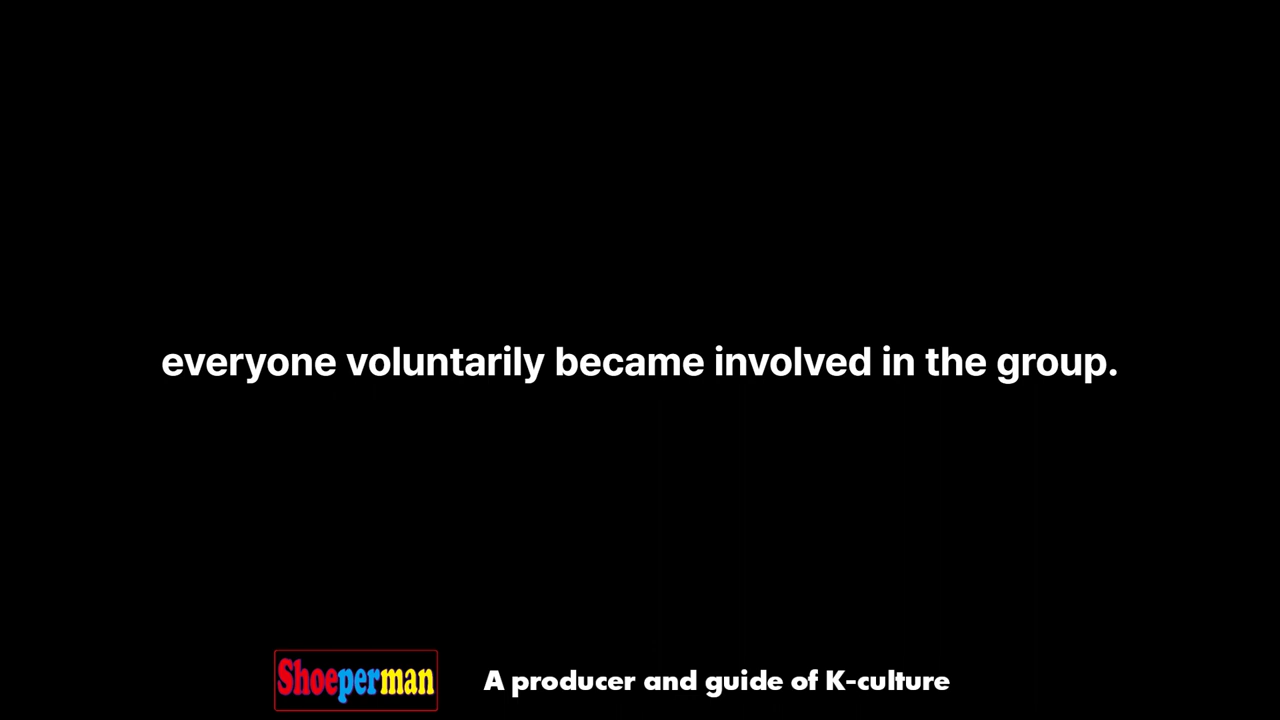 everyone voluntarily became involved in the group.
Shoeperman
A producer and guide of K-culture